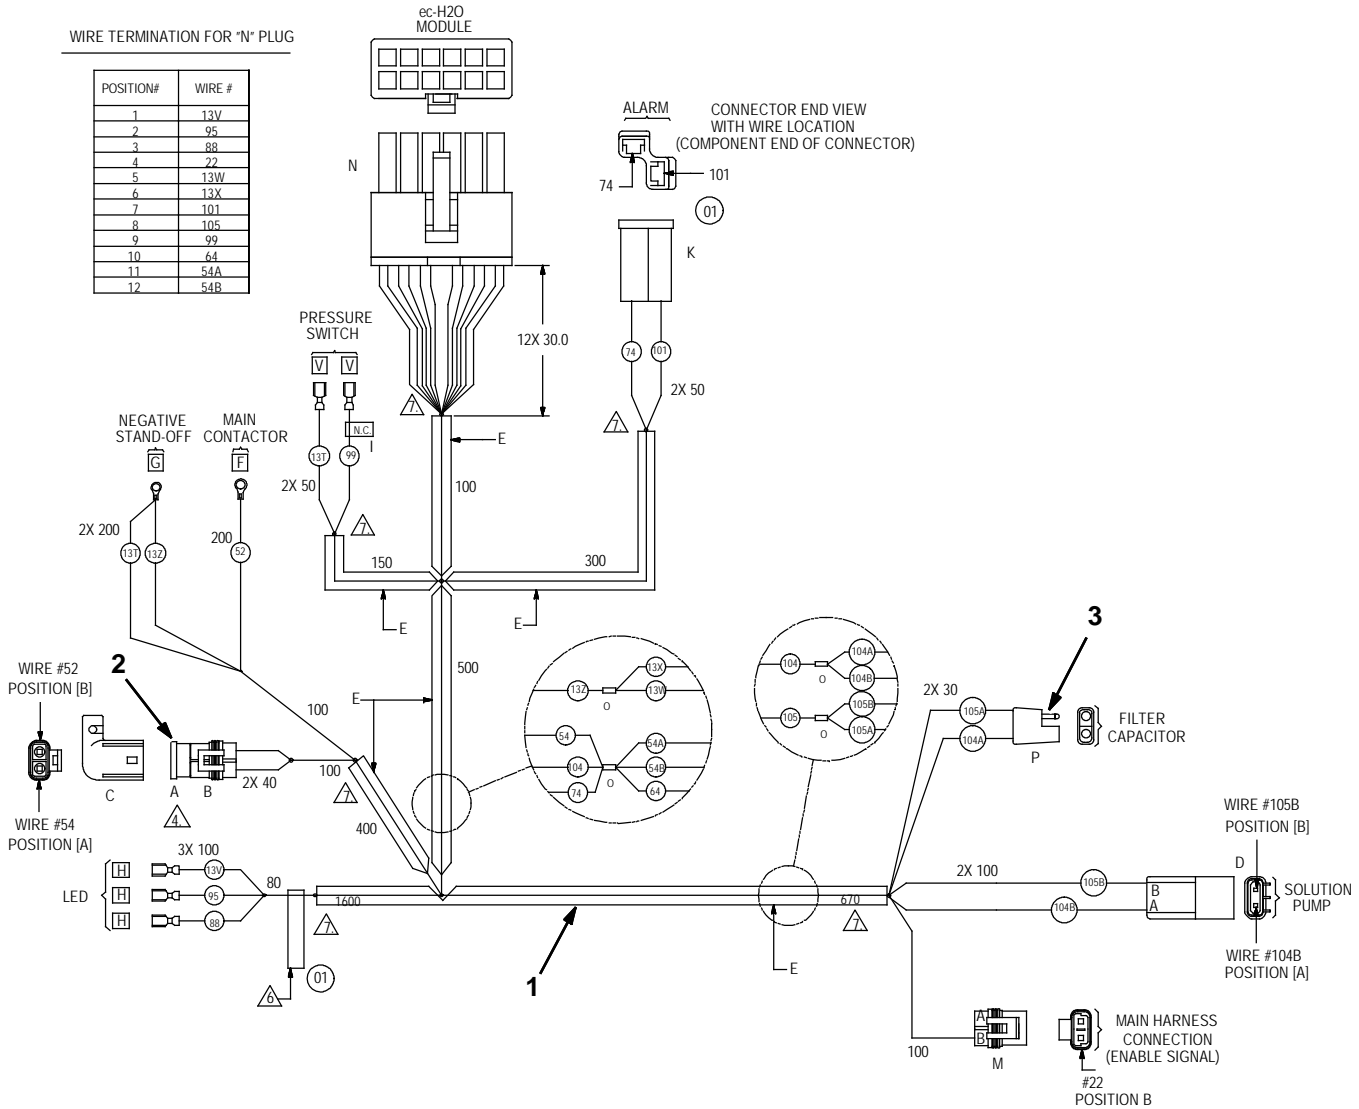 ec-H2O
MODULE
WIRE TERMINATION FOR "N" PLUG
POSITION# WIRE #
1 13V
2 95
3 88
4 22
5 13W
6 13X
7 101
8 105
9 99
10 64
11 54A
12 54B
N
ALARM
CONNECTOR END VIEW
WITH WIRE LOCATION
(COMPONENT END OF CONNECTOR)
74
101
01
K
12X 30.0
74 101
2X 50
7.
PRESSURE
SWITCH
V V
N.C.
I
13T 99
2X 50
7.
7.
E
100
NEGATIVE
STAND-OFF
G
MAIN
CONTACTOR
F
2X 200
13T 13Z
200
52
150
300
E
E
500
E
WIRE #52
POSITION [B]
2
100
C
A B
4.
2X 40
100
7.
400
WIRE #54
POSITION [A]
13Z
O
13X
13W
54
104
74
O
54A
54B
64
104
O
104A
104B
105
O
105B
105A
3
2X 30
105A
104A
P
FILTER
CAPACITOR
WIRE #105B
POSITION [B]
D
2X 100
105B
104B
B
A
SOLUTION
PUMP
WIRE #104B
POSITION [A]
3X 100
LED
H 13V
H 95
H 88
80
6
01
1600
7.
1
670
7.
E
100
A
B
M
MAIN HARNESS
CONNECTION
(ENABLE SIGNAL)
#22
POSITION B